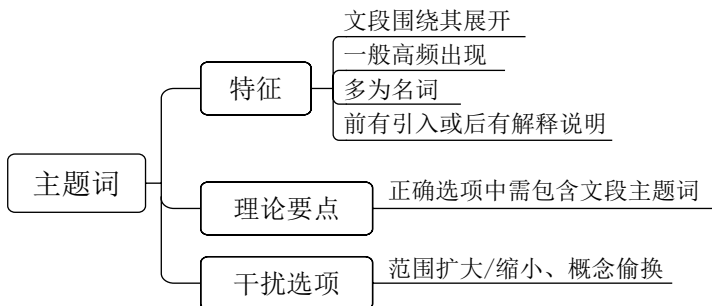 文段围绕其展开
一般高频出现
特征
多为名词
前有引入或后有解释说明
主题词
正确选项中需包含文段主题词
理论要点
范围扩大/缩小、概念偷换
干扰选项